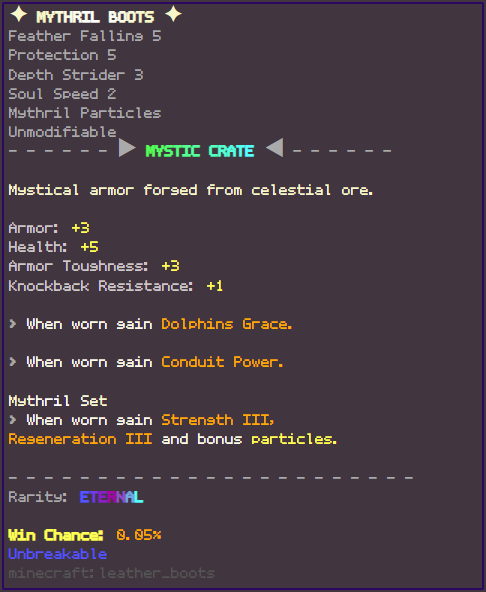 ✦ MYTHRIL BOOTS ✦
Feather Falling 5
Protection 5
Depth Strider 3
Soul Speed 2
Mythril Particles
Unmodifiable
- - - - - - ▶ MYSTIC CRATE ◀ - - - - - -
Mystical armor forged from celestial ore.
Armor: +3
Health: +5
Armor Toughness: +3
Knockback Resistance: +1
> When worn gain Dolphins Grace.
> When worn gain Conduit Power.
Mythril Set
> When worn gain Strength III,
Regeneration III and bonus particles.
- - - - - - - - - - - - - - - - - - - - - - -
Rarity: ETERNAL
Win Chance: 0.05%
Unbreakable
minecraft:leather_boots